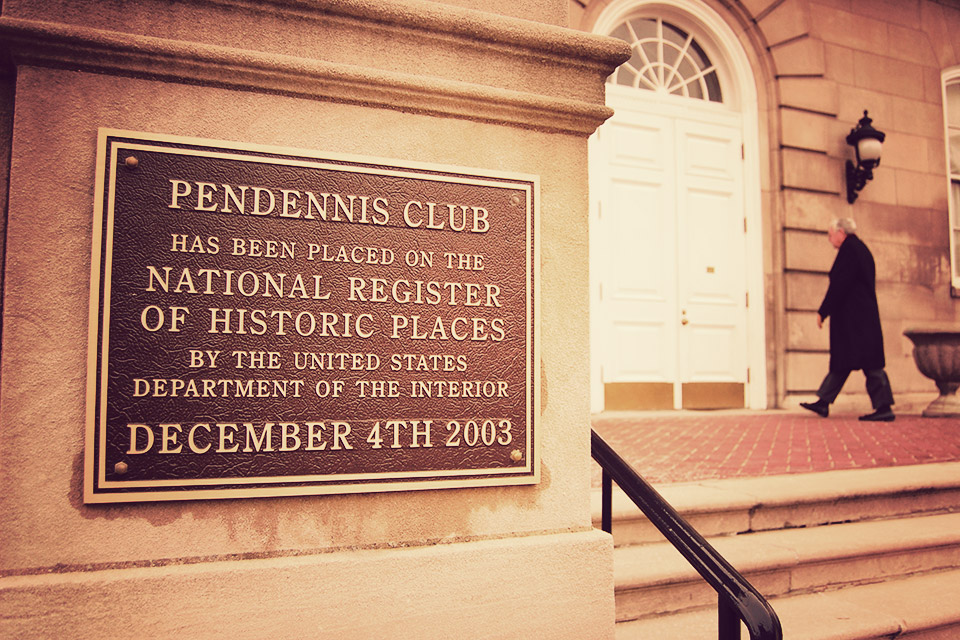 PENDENNIS CLUB
HAS BEEN PLACED ON THE
NATIONAL REGISTER
OF HISTORIC PLACES
BY THE UNITED STATES
DEPARTMENT OF THE INTERIOR
DECEMBER 4TH 2003